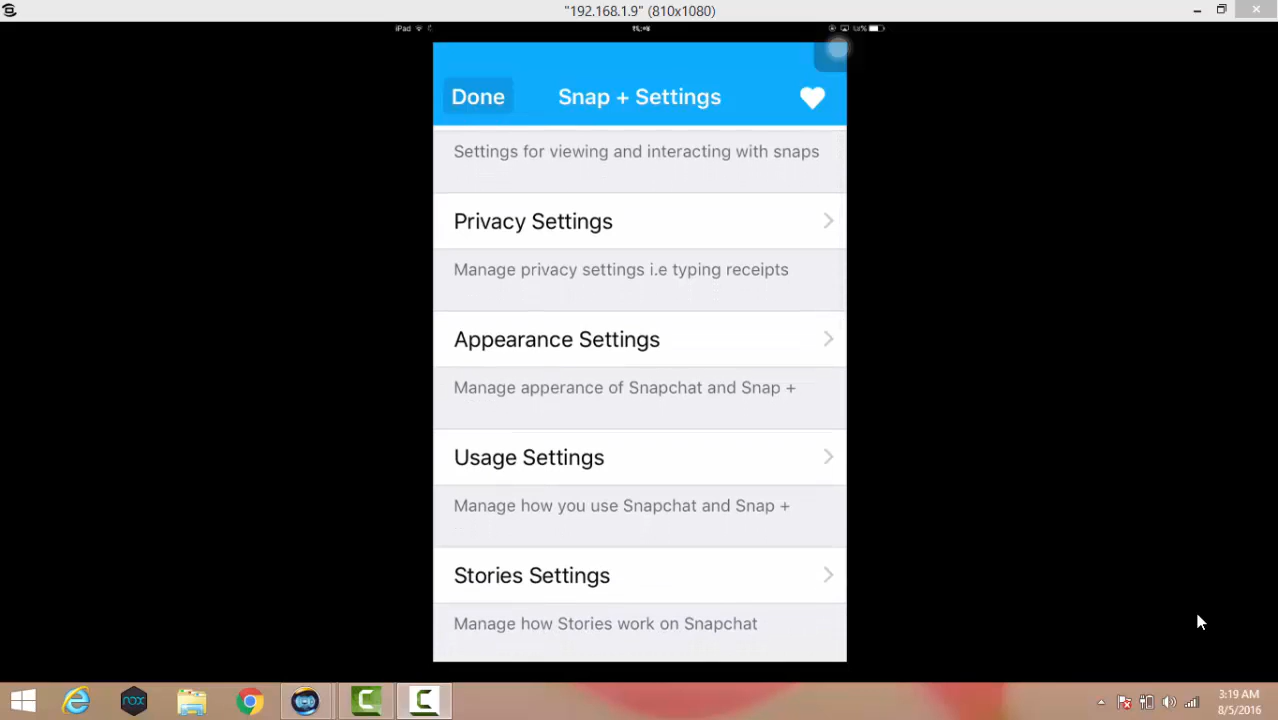 "192.168.1.9" (810x1080)
iPad
Done
Snap + Settings
Settings for viewing and interacting with snaps
Privacy Settings
Manage privacy settings i.e typing receipts
Appearance Settings
Manage apperance of Snapchat and Snap +
Usage Settings
Manage how you use Snapchat and Snap +
Stories Settings
Manage how Stories work on Snapchat
nox
3:19 AM
8/5/2016